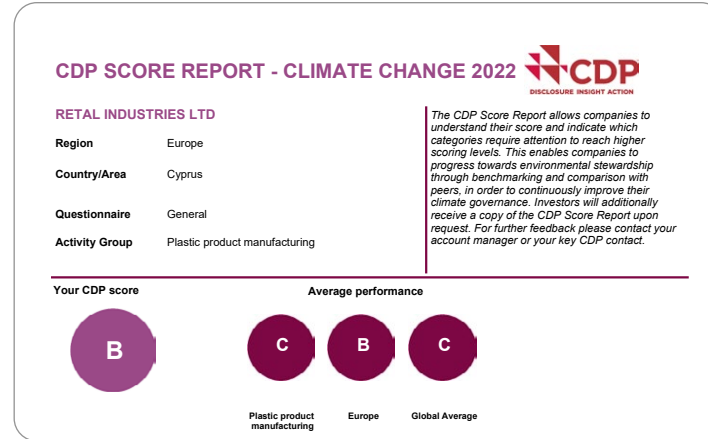 CDP SCORE REPORT - CLIMATE CHANGE 2022
CDP
DISCLOSURE INSIGHT ACTION
RETAL INDUSTRIES LTD
Region Europe
Country/Area Cyprus
Questionnaire General
Activity Group Plastic product manufacturing
The CDP Score Report allows companies to
understand their score and indicate which
categories require attention to reach higher
scoring levels. This enables companies to
progress towards environmental stewardship
through benchmarking and comparison with
peers, in order to continuously improve their
climate governance. Investors will additionally
receive a copy of the CDP Score Report upon
request. For further feedback please contact your
account manager or your key CDP contact.
Your CDP score
Average performance
B
C B C
Plastic product
manufacturing
Europe
Global Average